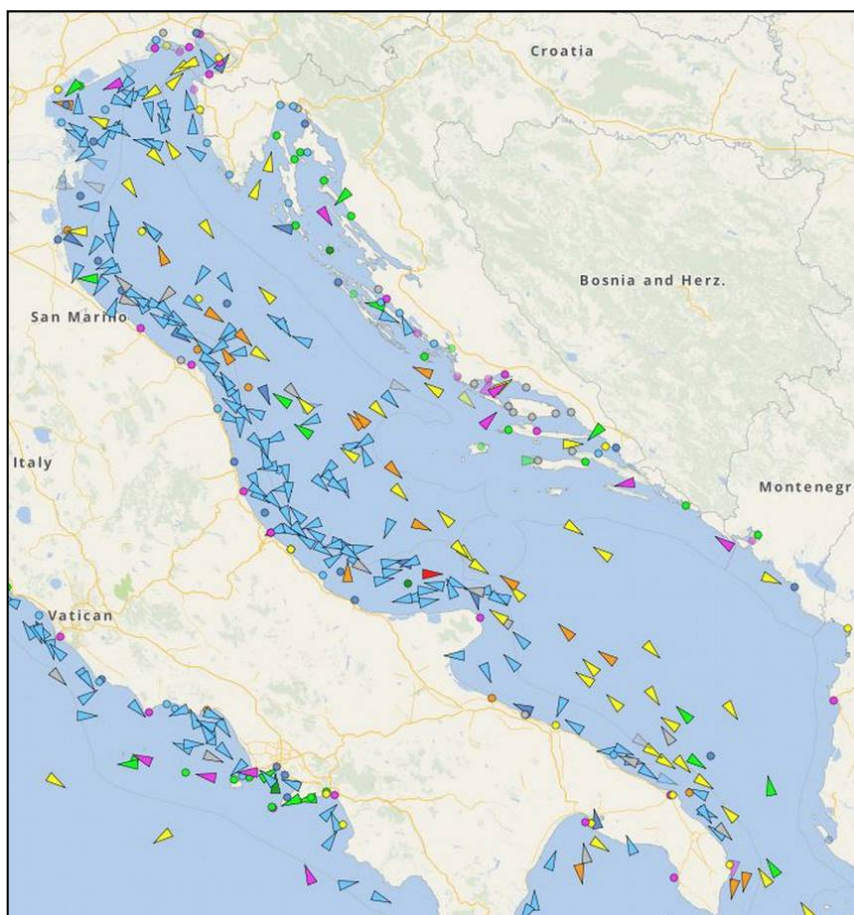 Croatia
Bosnia and Herz.
San Marino
Italy
Montenegr
Vatican